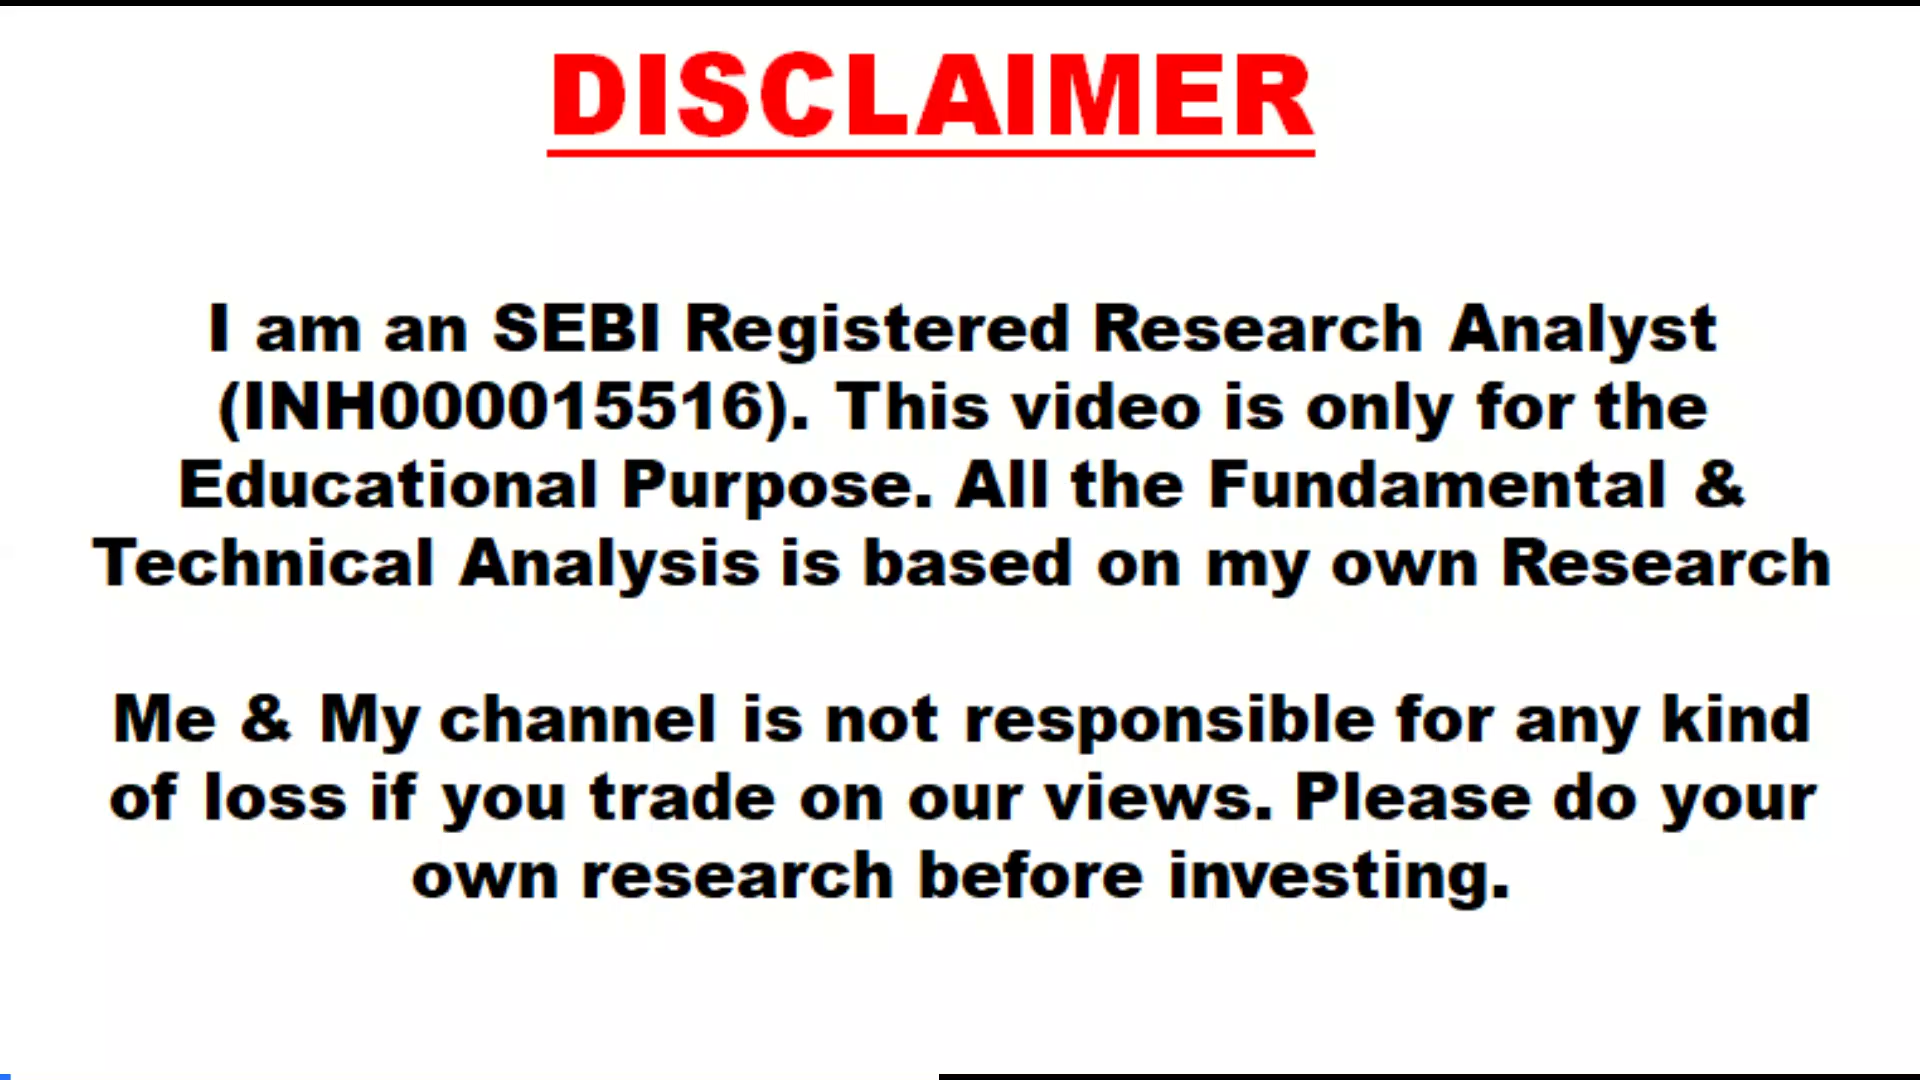 DISCLAIMER
I am an SEBI Registered Research Analyst
(INH000015516). This video is only for the
Educational Purpose. All the Fundamental &
Technical Analysis is based on my own Research
Me & My channel is not responsible for any kind
of loss if you trade on our views. Please do your
own research before investing.